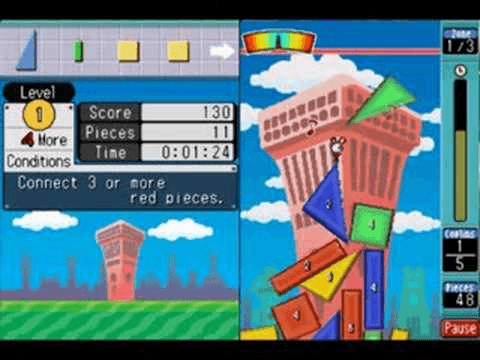 Level
1
4 More
Conditions
Score 130
Pieces 11
Time 0:01:24
Connect 3 or more
red pieces.
Zone
1/3
1
5
Pieces
48
Pause